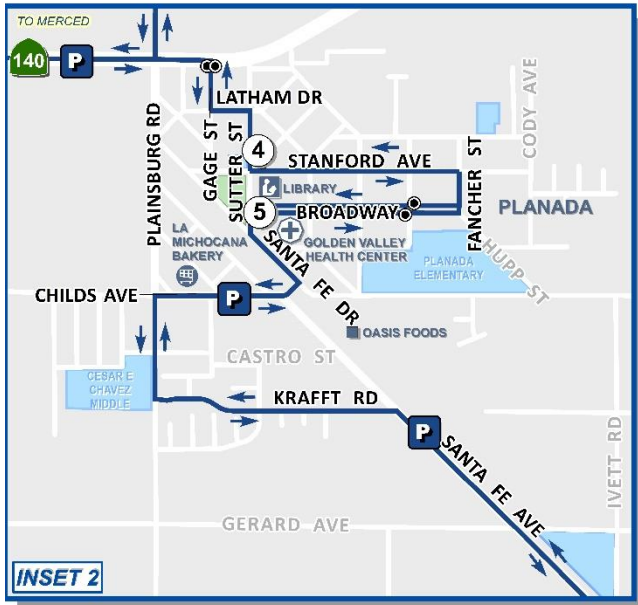 TO MERCED
140
P
LATHAM DR
PLAINSBURG RD
GAGE ST
SUTTER ST
4
STANFORD AVE
CODY AVE
FANCHER ST
LIBRARY
5
BROADWAY
PLANADA
LA
MICHOCANA
BAKERY
GOLDEN VALLEY
HEALTH CENTER
SANTA FE DR
PLANADA
ELEMENTARY
HUPP ST
CHILDS AVE
P
OASIS FOODS
CASTRO ST
CESAR E
CHAVEZ
MIDDLE
KRAFFT RD
P
SANTA FE AVE
IVETT RD
GERARD AVE
INSET 2